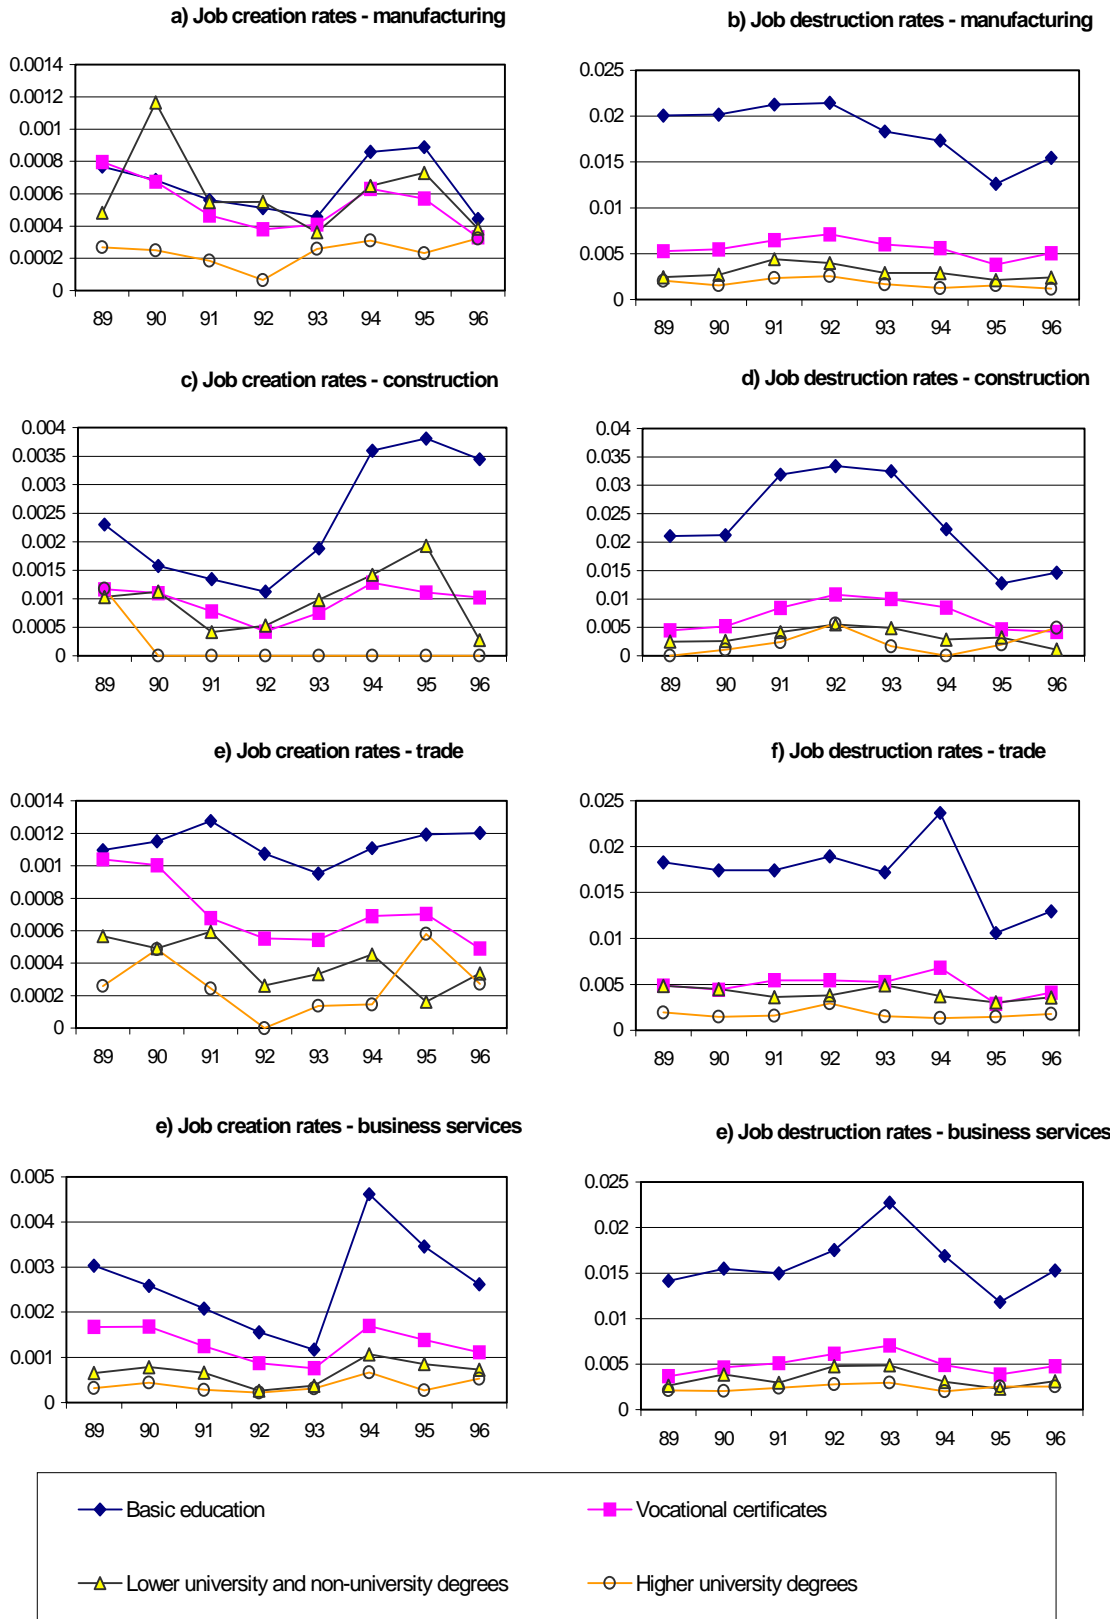 a) Job creation rates - manufacturing
0.0014
0.0012
0.001
0.0008
0.0006
0.0004
0.0002
0
89 90 91 92 93 94 95 96
b) Job destruction rates - manufacturing
0.025
0.02
0.015
0.01
0.005
0
89 90 91 92 93 94 95 96
c) Job creation rates - construction
0.004
0.0035
0.003
0.0025
0.002
0.0015
0.001
0.0005
0
89 90 91 92 93 94 95 96
d) Job destruction rates - construction
0.04
0.035
0.03
0.025
0.02
0.015
0.01
0.005
0
89 90 91 92 93 94 95 96
e) Job creation rates - trade
0.0014
0.0012
0.001
0.0008
0.0006
0.0004
0.0002
0
89 90 91 92 93 94 95 96
f) Job destruction rates - trade
0.025
0.02
0.015
0.01
0.005
0
89 90 91 92 93 94 95 96
e) Job creation rates - business services
0.005
0.004
0.003
0.002
0.001
0
89 90 91 92 93 94 95 96
e) Job destruction rates - business services
0.025
0.02
0.015
0.01
0.005
0
89 90 91 92 93 94 95 96
Basic education
Vocational certificates
Lower university and non-university degrees
Higher university degrees